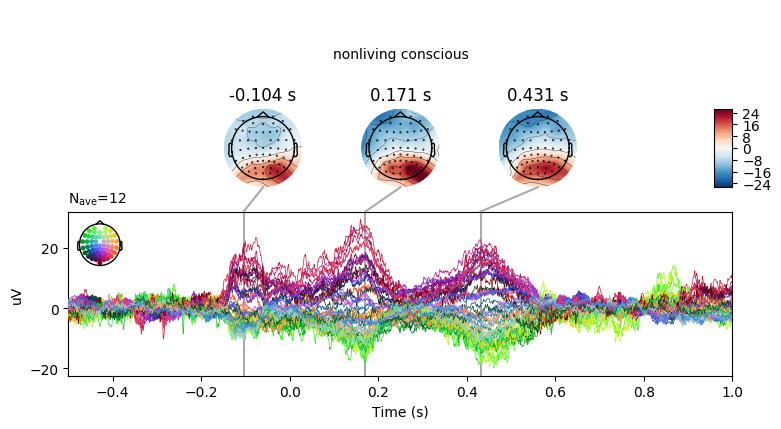 nonliving conscious
-0.104 s 0.171 s 0.431 s
24
16
8
0
−8
−16
−24
Nave=12
uV
20
0
−20
−0.4 −0.2 0.0 0.2 0.4 0.6 0.8 1.0
Time (s)